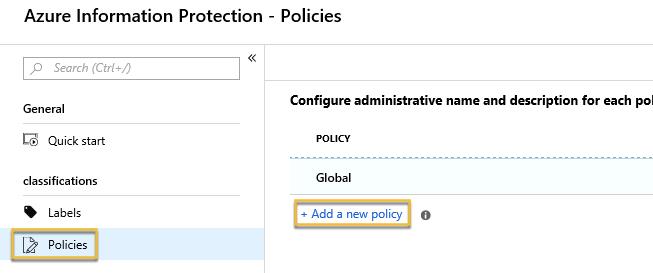 Azure Information Protection - Policies
Search (Ctrl+/)
General
Quick start
classifications
Labels
Policies
Configure administrative name and description for each pol
POLICY
Global
+ Add a new policy